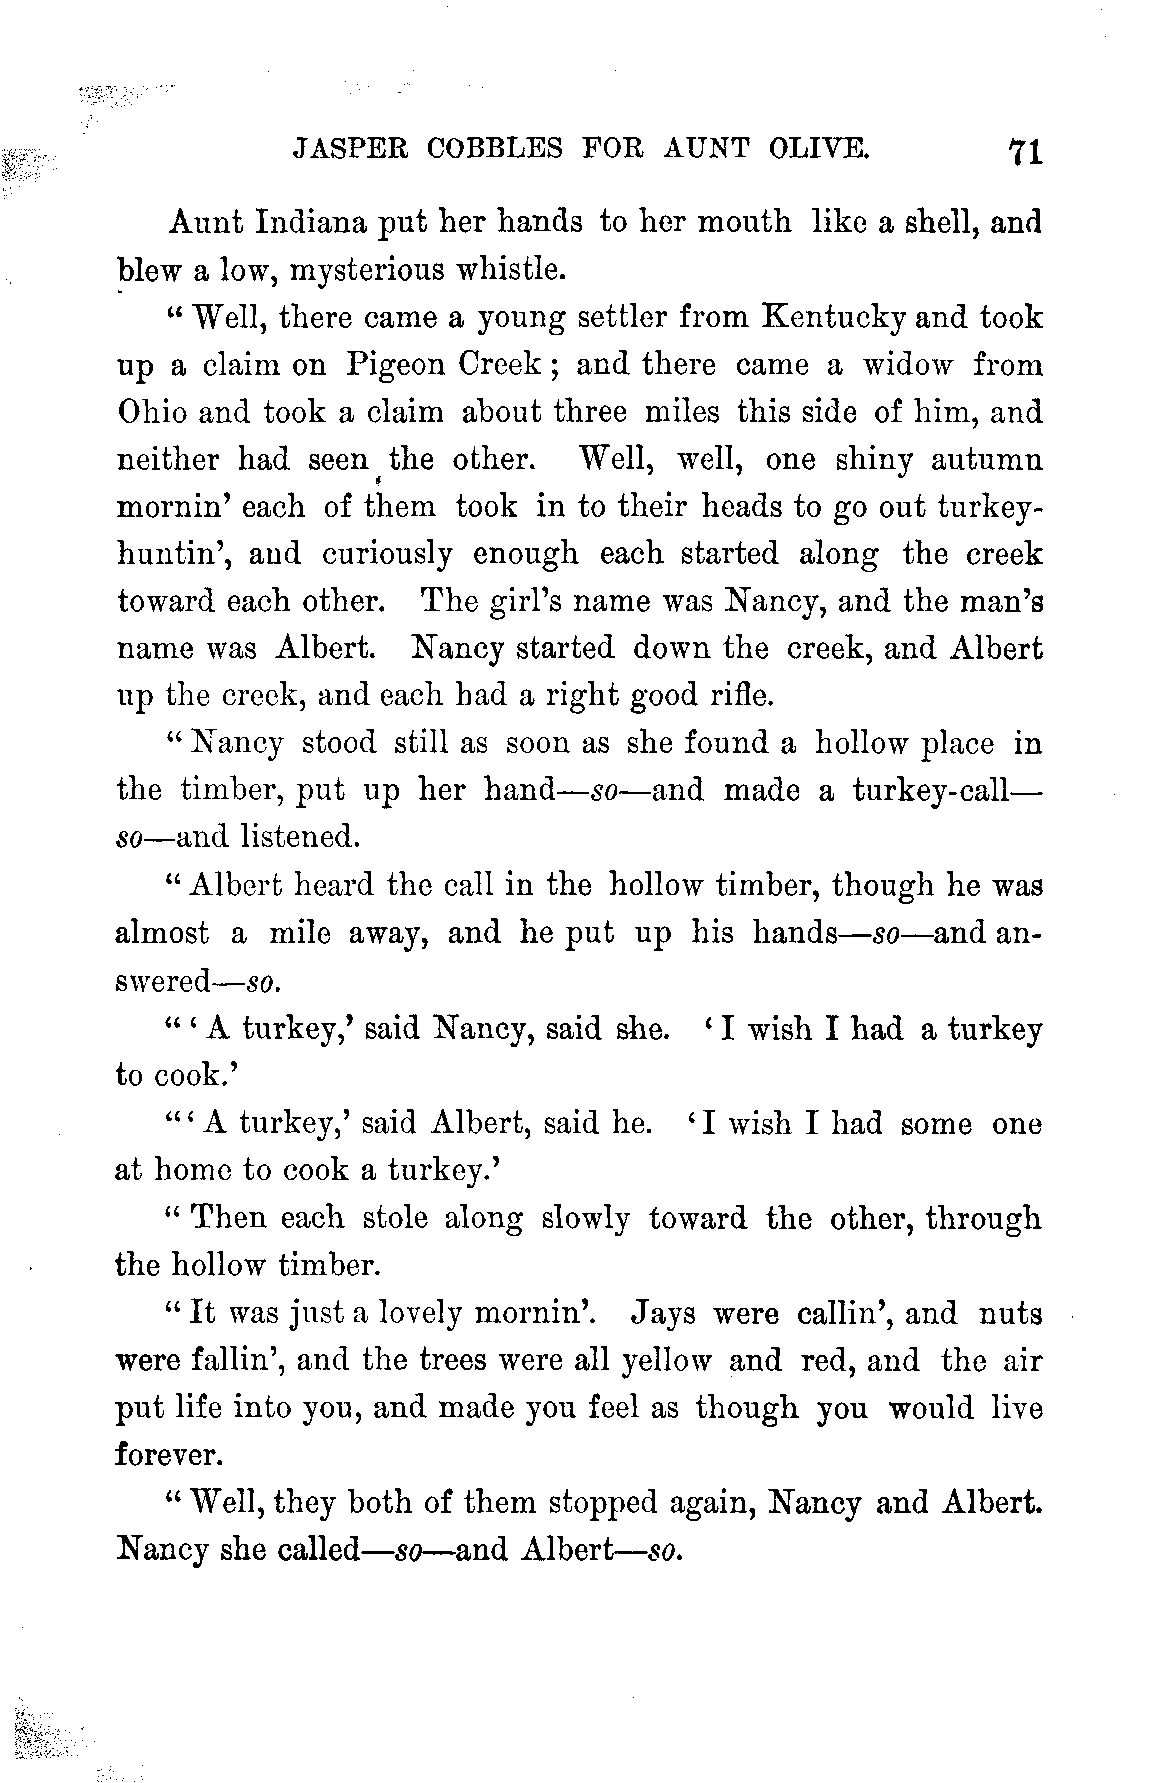 JASPER COBBLES FOR AUNT OLIVE. 71
Aunt Indiana put her hands to her mouth like a shell, and
blew a low, mysterious whistle.
“ Well, there came a young settler from Kentucky and took
up a claim on Pigeon Creek ; and there came a widow from
Ohio and took a claim about three miles this side of him, and
neither had seen the other. Well, well, one shiny autumn
mornin’ each of them took in to their heads to go out turkey-
huntin’, and curiously enough each started along the creek
toward each other. The girl’s name was Nancy, and the man’s
name was Albert. Nancy started down the creek, and Albert
up the creek, and each had a right good rifle.
“ Nancy stood still as soon as she found a hollow place in
the timber, put up her hand—so—and made a turkey-call—
so—and listened.
“ Albert heard the call in the hollow timber, though he was
almost a mile away, and he put up his hands—so—and an-
swered—so.
“ ‘ A turkey,’ said Nancy, said she. ‘ I wish I had a turkey
to cook.’
“ ‘ A turkey,’ said Albert, said he. ‘ I wish I had some one
at home to cook a turkey.’
“ Then each stole along slowly toward the other, through
the hollow timber.
“ It was just a lovely mornin’. Jays were callin’, and nuts
were fallin’, and the trees were all yellow and red, and the air
put life into you, and made you feel as though you would live
forever.
“ Well, they both of them stopped again, Nancy and Albert.
Nancy she called—so—and Albert—so.